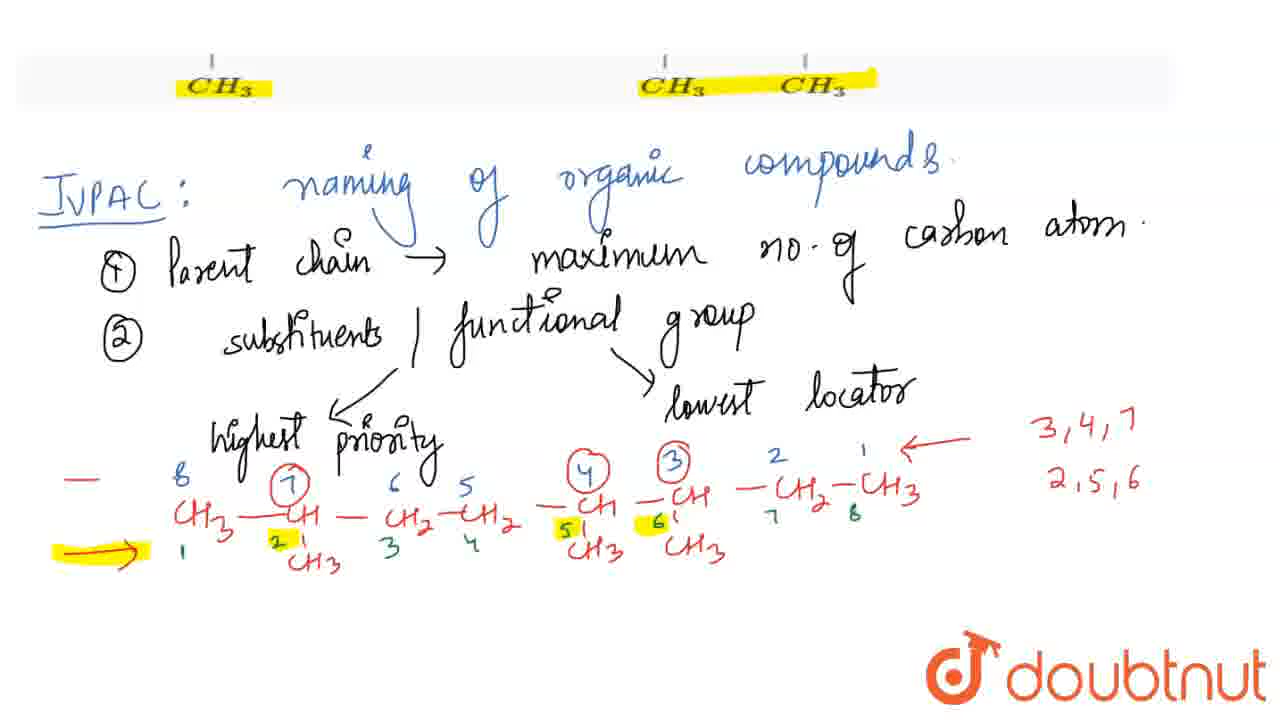 CH3 CH3 CH3
IUPAC: naming of organic compounds.
① Parent chain → maximum no. of carbon atom.
② substituents / functional group
lowest locator
highest priority
3, 4, 7
8 7 6 5 4 3 2 1
2, 5, 6
CH3 — CH — CH2 — CH2 — CH — CH — CH2 — CH3
1 2 3 4 5 6 7 8
CH3 CH3 CH3
doubtnut